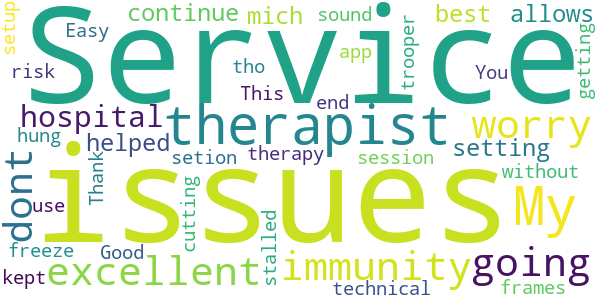 setup
continue
mich
sound
best
allows
Easy
Service
trooper
getting
app
risk
tho
You
This
end
hospital
therapist
worry
My
hung
helped
Thank
setion
therapy
session
setting
without
dont
use
issues
cutting
stalled
freeze
Good
kept
excellent
immunity
going
technical
frames